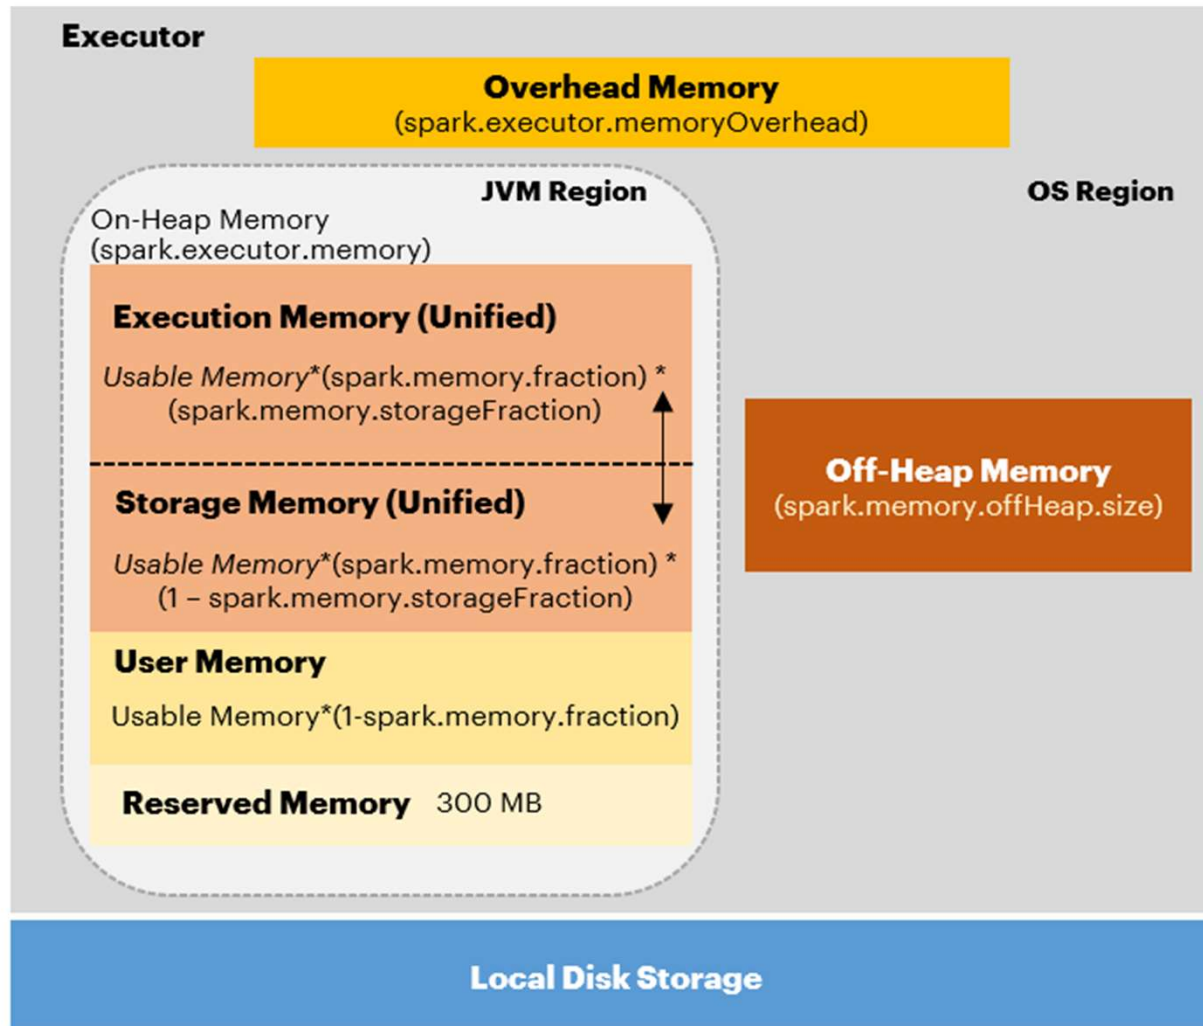 Executor
Overhead Memory
(spark.executor.memoryOverhead)
JVM Region
OS Region
On-Heap Memory
(spark.executor.memory)
Execution Memory (Unified)
Usable Memory*(spark.memory.fraction) *
(spark.memory.storageFraction)
Storage Memory (Unified)
Usable Memory*(spark.memory.fraction) *
(1 – spark.memory.storageFraction)
Off-Heap Memory
(spark.memory.offHeap.size)
User Memory
Usable Memory*(1-spark.memory.fraction)
Reserved Memory 300 MB
Local Disk Storage